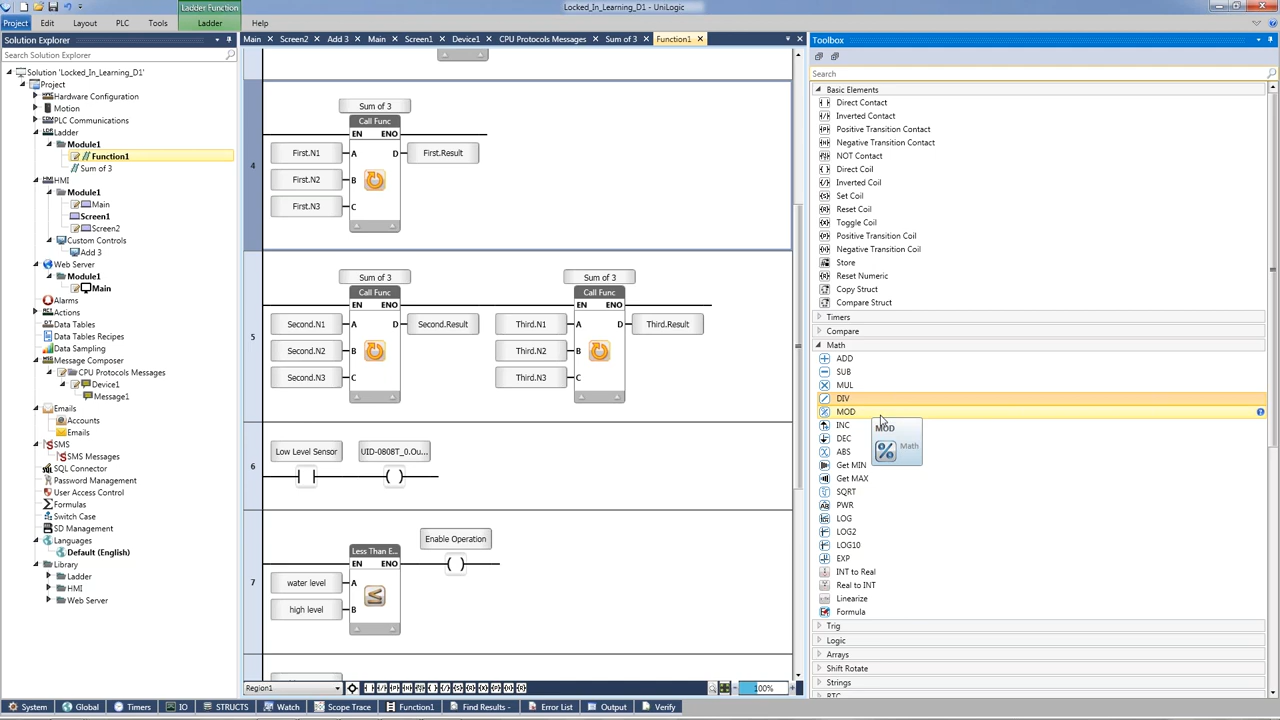 Ladder Function
Locked_In_Learning_D1* - UniLogic
Project
Edit
Layout
PLC
Tools
Ladder
Help
Solution Explorer
Search Solution Explorer
Solution 'Locked_In_Learning_D1'
Project
Hardware Configuration
Motion
PLC Communications
Ladder
Module1
Function1
Sum of 3
HMI
Module1
Main
Screen1
Screen2
Custom Controls
Add 3
Web Server
Module1
Main
Alarms
Actions
Data Tables
Data Tables Recipes
Data Sampling
Message Composer
CPU Protocols Messages
Device1
Message1
Emails
Accounts
Emails
SMS
SMS Messages
SQL Connector
Password Management
User Access Control
Formulas
Switch Case
SD Management
Languages
Default (English)
Library
Ladder
HMI
Web Server
Main
Screen2
Add 3
Main
Screen1
Device1
CPU Protocols Messages
Sum of 3
Function1
4
Sum of 3
Call Func
EN ENO
First.N1 A D First.Result
First.N2 B
First.N3 C
5
Sum of 3 Sum of 3
Call Func Call Func
EN ENO EN ENO
Second.N1 A D Second.Result Third.N1 A D Third.Result
Second.N2 B Third.N2 B
Second.N3 C Third.N3 C
6
Low Level Sensor UID-0808T_0.Ou...
7
Enable Operation
Less Than E...
EN ENO
water level A
high level B
Region1
100%
Toolbox
Search
Basic Elements
Direct Contact
Inverted Contact
Positive Transition Contact
Negative Transition Contact
NOT Contact
Direct Coil
Inverted Coil
Set Coil
Reset Coil
Toggle Coil
Positive Transition Coil
Negative Transition Coil
Store
Reset Numeric
Copy Struct
Compare Struct
Timers
Compare
Math
ADD
SUB
MUL
DIV
MOD
INC
DEC
ABS
Get MIN
Get MAX
SQRT
PWR
LOG
LOG2
LOG10
EXP
INT to Real
Real to INT
Linearize
Formula
Trig
Logic
Arrays
Shift Rotate
Strings
RTC
MOD
Math
System
Global
Timers
IO
STRUCTS
Watch
Scope Trace
Function1
Find Results -
Error List
Output
Verify